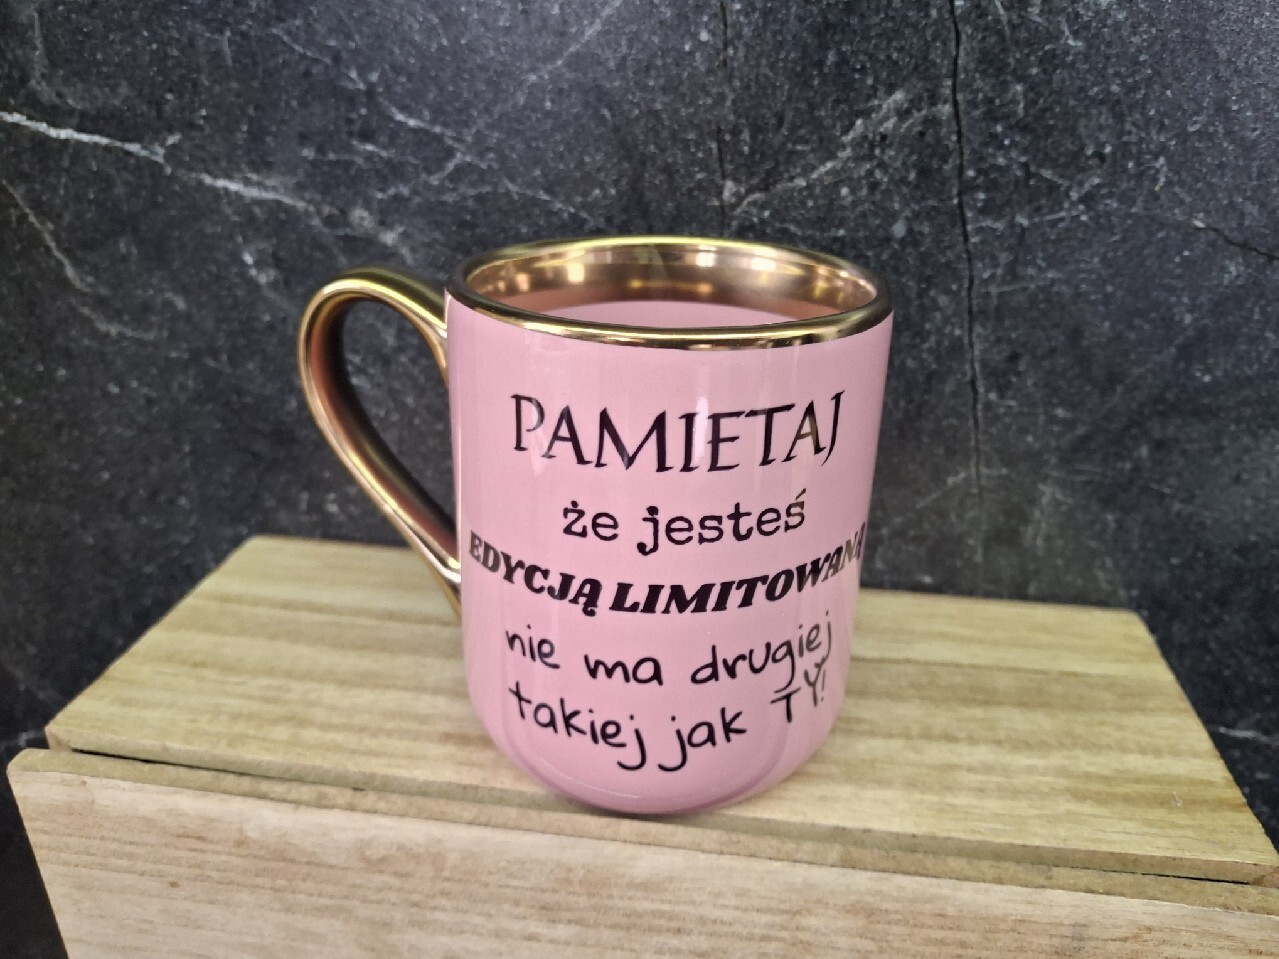 PAMIETAJ
że jesteś
EDYCJĄ LIMITOWANĄ
nie ma drugiej
takiej jak TY!